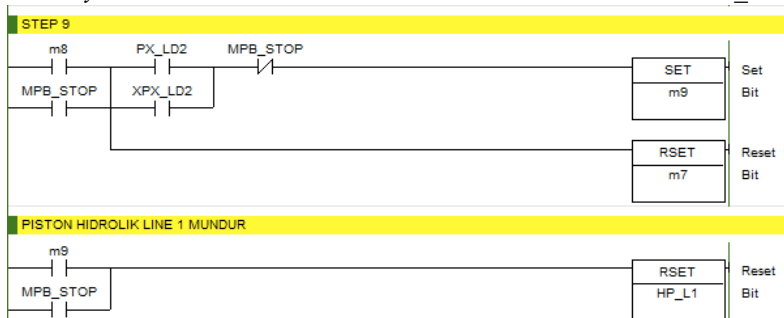 STEP 9
m8 PX_LD2 MPB_STOP
SET Set
MPB_STOP XPX_LD2 m9 Bit
RSET Reset
m7 Bit
PISTON HIDROLIK LINE 1 MUNDUR
m9
RSET Reset
MPB_STOP HP_L1 Bit